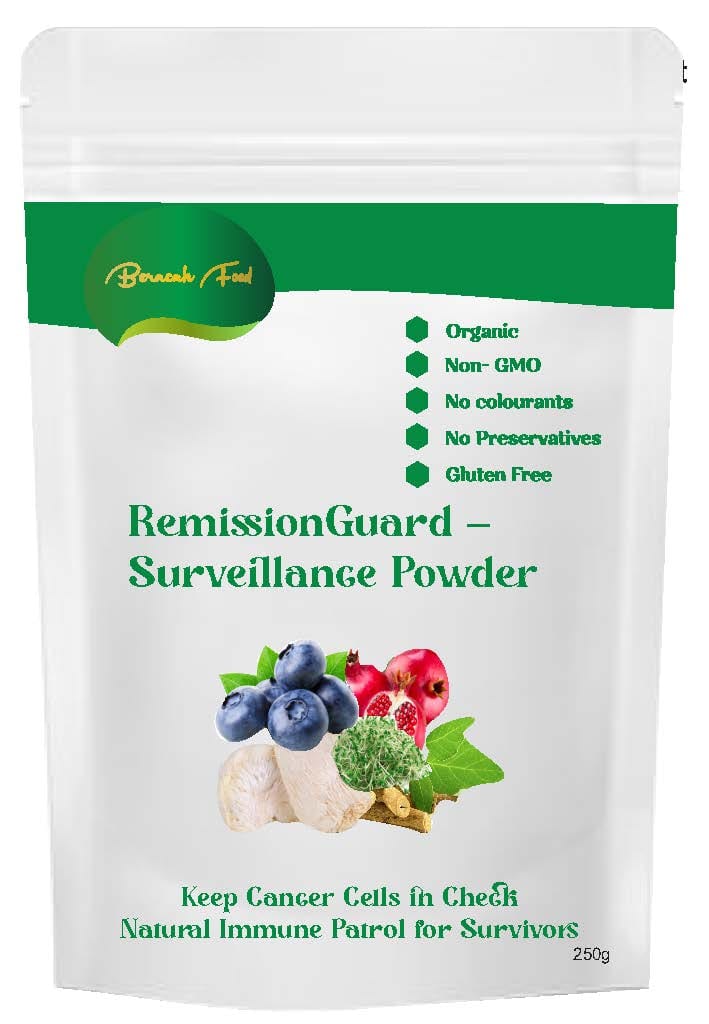 Beracah Food
Organic
Non- GMO
No colourants
No Preservatives
Gluten Free
RemissionGuard –
Surveillance Powder
Keep Cancer Cells in Check
Natural Immune Patrol for Survivors
250g
t